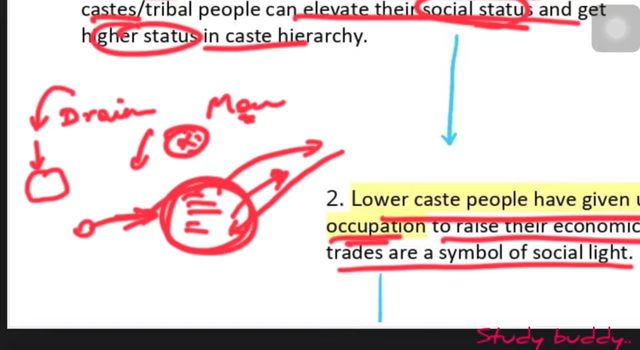 castes/tribal people can elevate their social status and get
higher status in caste hierarchy.
Drain
Man
2. Lower caste people have given
occupation to raise their economic
trades are a symbol of social light.
Study buddy..